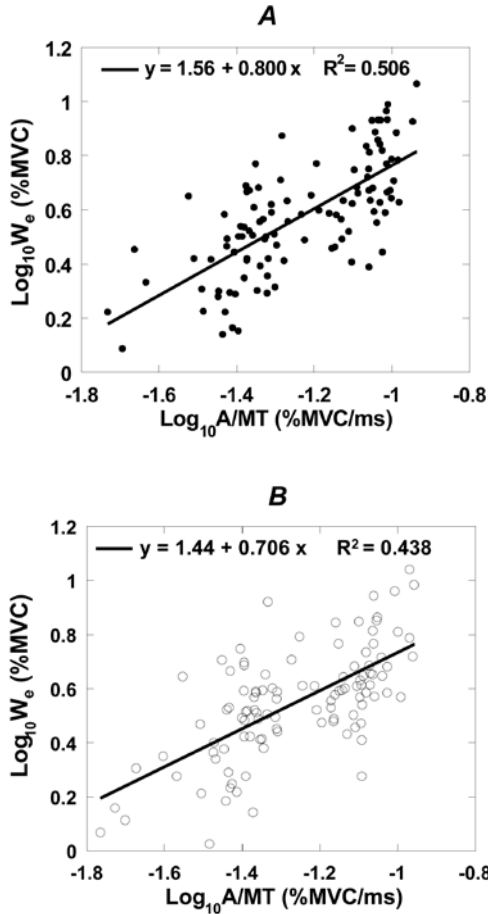 A
y = 1.56 + 0.800 x R² = 0.506
1.2
1
0.8
0.6
0.4
0.2
0
Log₁₀Wₑ (%MVC)
-1.8 -1.6 -1.4 -1.2 -1 -0.8
Log₁₀A/MT (%MVC/ms)
B
y = 1.44 + 0.706 x R² = 0.438
1.2
1
0.8
0.6
0.4
0.2
0
Log₁₀Wₑ (%MVC)
-1.8 -1.6 -1.4 -1.2 -1 -0.8
Log₁₀A/MT (%MVC/ms)